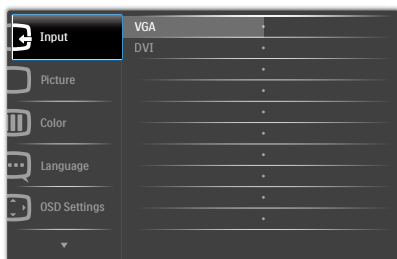 Input
VGA
DVI
Picture
Color
Language
OSD Settings